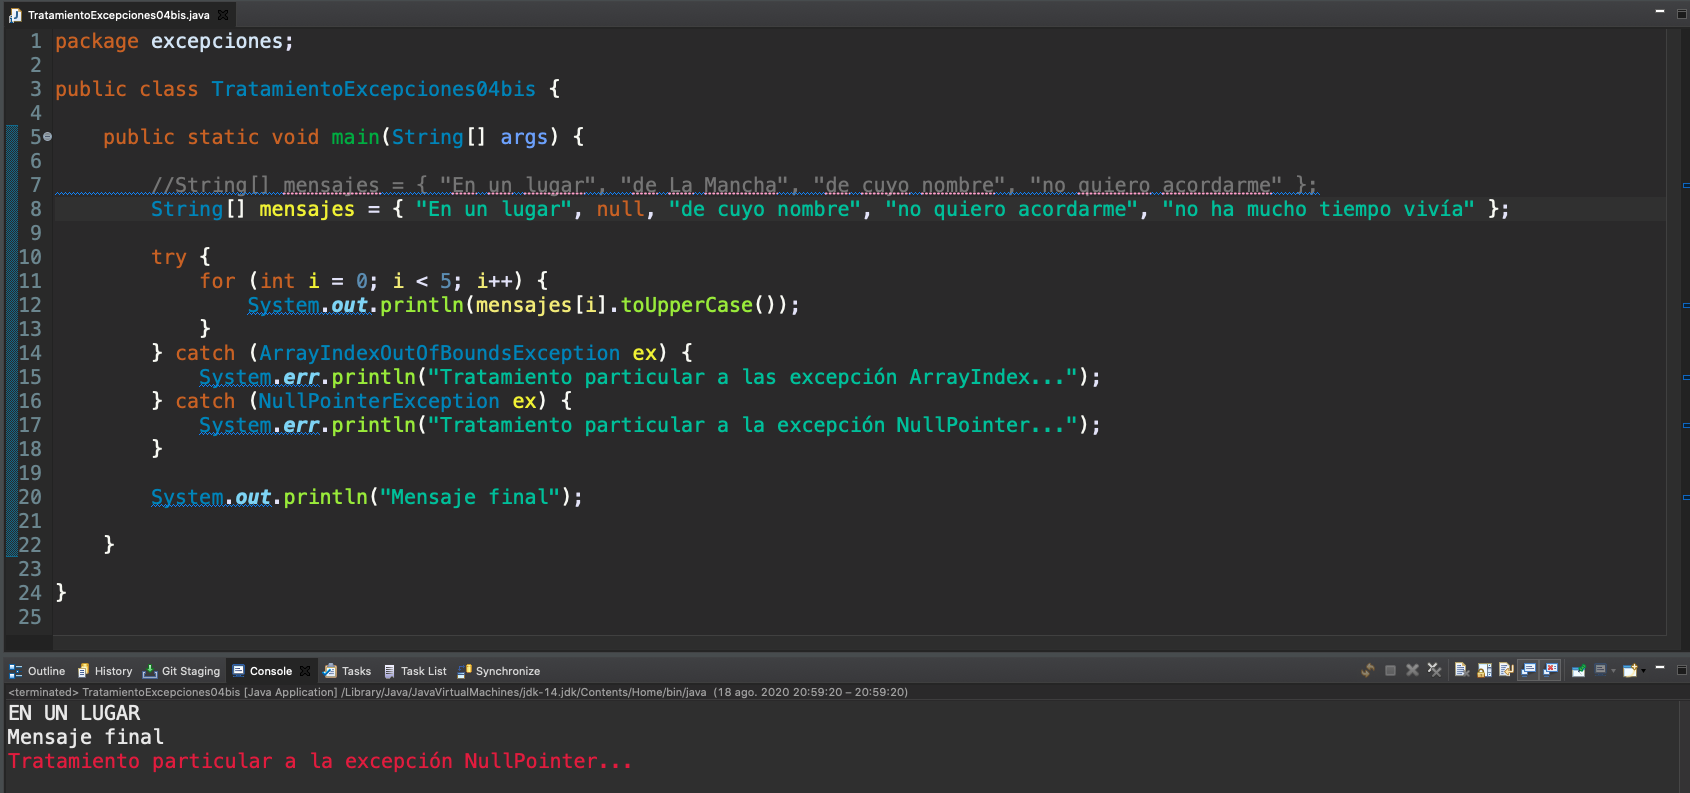 TratamientoExcepciones04bis.java
1 package excepciones;
2
3 public class TratamientoExcepciones04bis {
4
5 public static void main(String[] args) {
6
7 //String[] mensajes = { "En un lugar", "de La Mancha", "de cuyo nombre", "no quiero acordarme" };
8 String[] mensajes = { "En un lugar", null, "de cuyo nombre", "no quiero acordarme", "no ha mucho tiempo vivía" };
9
10 try {
11 for (int i = 0; i < 5; i++) {
12 System.out.println(mensajes[i].toUpperCase());
13 }
14 } catch (ArrayIndexOutOfBoundsException ex) {
15 System.err.println("Tratamiento particular a las excepción ArrayIndex...");
16 } catch (NullPointerException ex) {
17 System.err.println("Tratamiento particular a la excepción NullPointer...");
18 }
19
20 System.out.println("Mensaje final");
21
22 }
23
24 }
25
Outline History Git Staging Console Tasks Task List Synchronize
<terminated> TratamientoExcepciones04bis [Java Application] /Library/Java/JavaVirtualMachines/jdk-14.jdk/Contents/Home/bin/java (18 ago. 2020 20:59:20 – 20:59:20)
EN UN LUGAR
Mensaje final
Tratamiento particular a la excepción NullPointer...